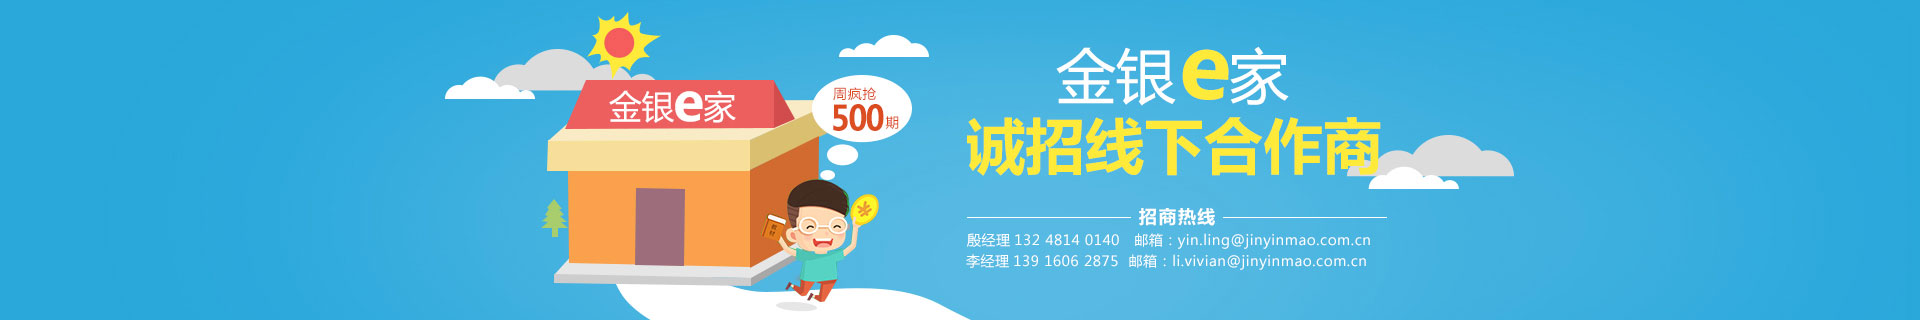 金银e家
周疯抢
500期
金银e家
诚招线下合作商
招商热线
殷经理 132 4814 0140 邮箱：yin.ling@jinyinmao.com.cn
李经理 139 1606 2875 邮箱：li.vivian@jinyinmao.com.cn